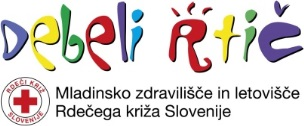 Debeli Rtič
Mladinsko zdravilišče in letovišče
Rdečega križa Slovenije
RDEČI KRIŽ
SLOVENIJE